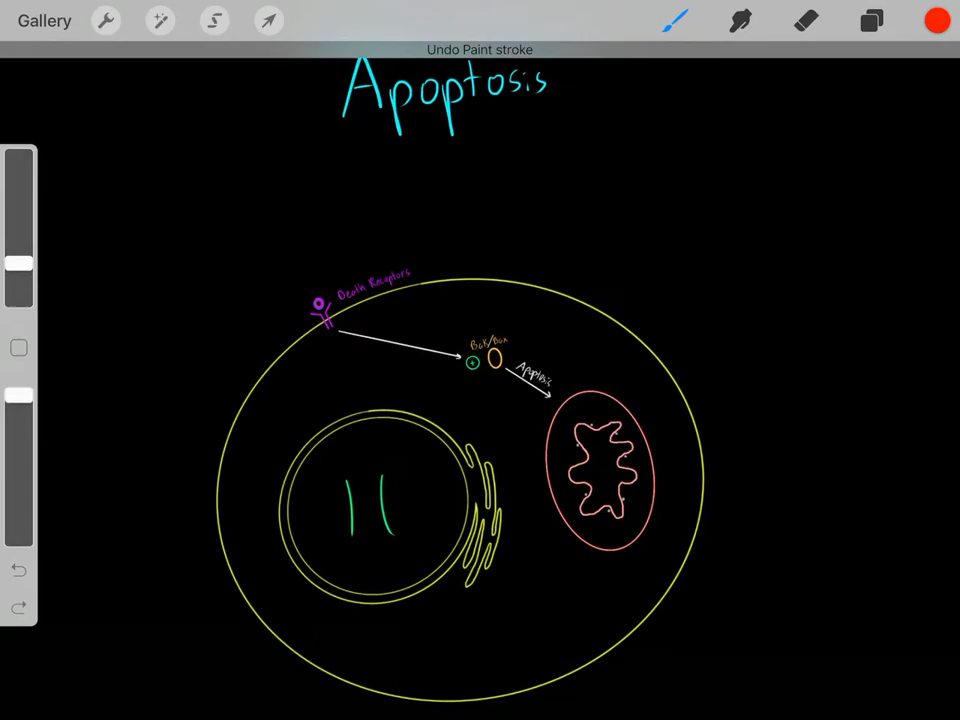 Gallery
Undo Paint stroke
Apoptosis
Death Receptors
Bak/Bax
Apoptosis